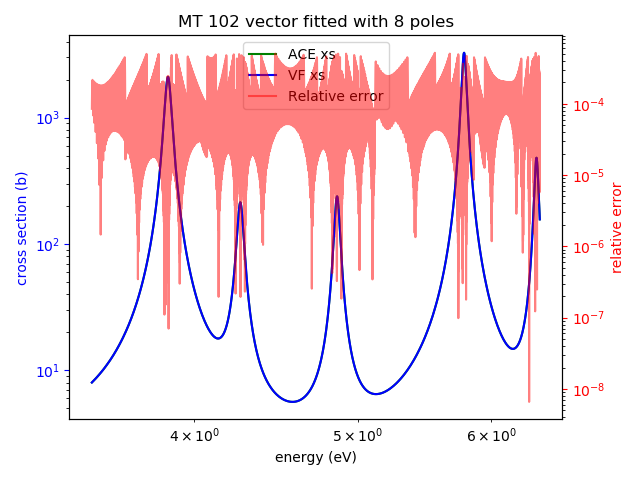 MT 102 vector fitted with 8 poles
ACE xs
VF xs
Relative error
cross section (b)
10³
10²
10¹
relative error
10⁻⁴
10⁻⁵
10⁻⁶
10⁻⁷
10⁻⁸
4 × 10⁰ 5 × 10⁰ 6 × 10⁰
energy (eV)